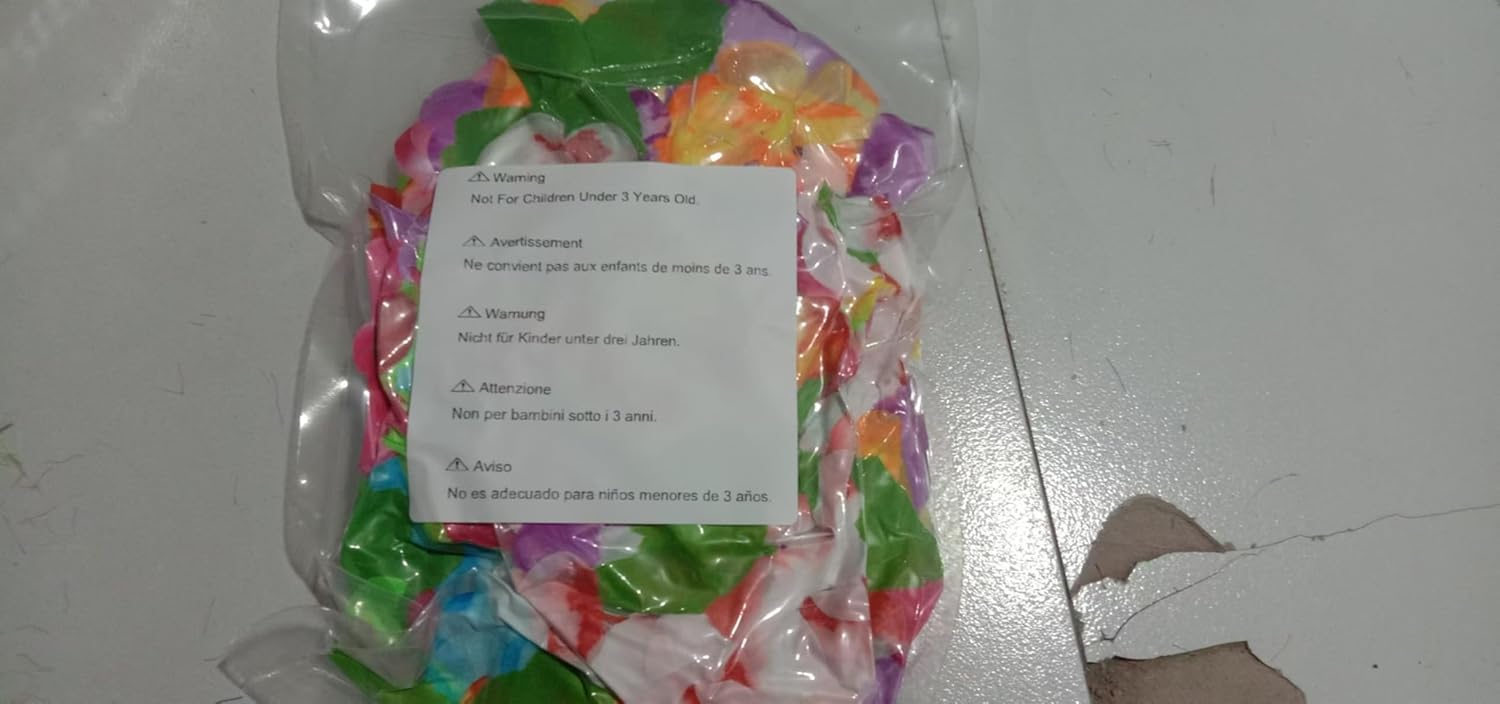 ⚠ Warning
Not For Children Under 3 Years Old.
⚠ Avertissement
Ne convient pas aux enfants de moins de 3 ans.
⚠ Warnung
Nicht für Kinder unter drei Jahren.
⚠ Attenzione
Non per bambini sotto i 3 anni.
⚠ Aviso
No es adecuado para niños menores de 3 años.